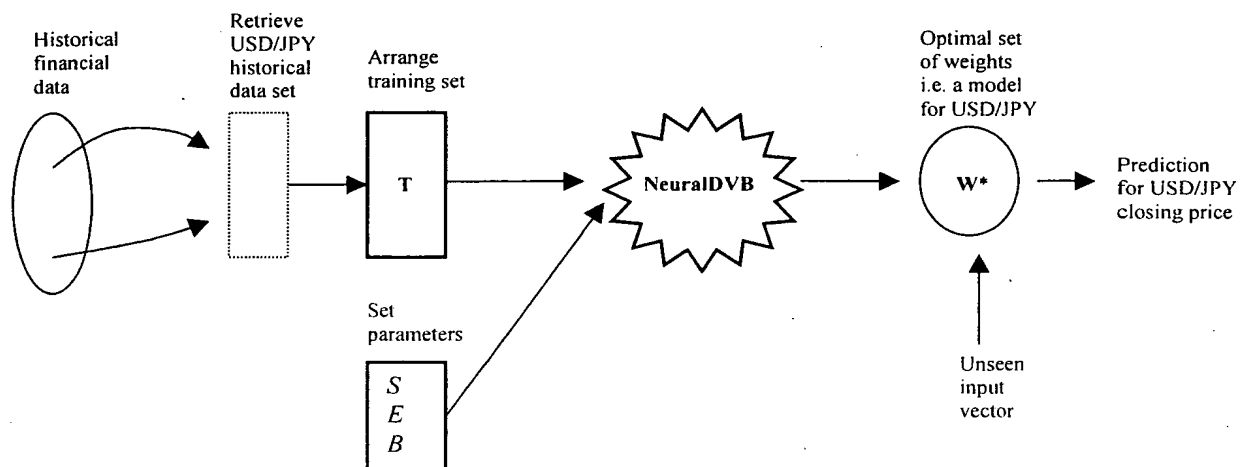 Historical
financial
data
Retrieve
USD/JPY
historical
data set
Arrange
training set
T
Set
parameters
S
E
B
NeuralDVB
Optimal set
of weights
i.e. a model
for USD/JPY
W*
Unseen
input
vector
Prediction
for USD/JPY
closing price